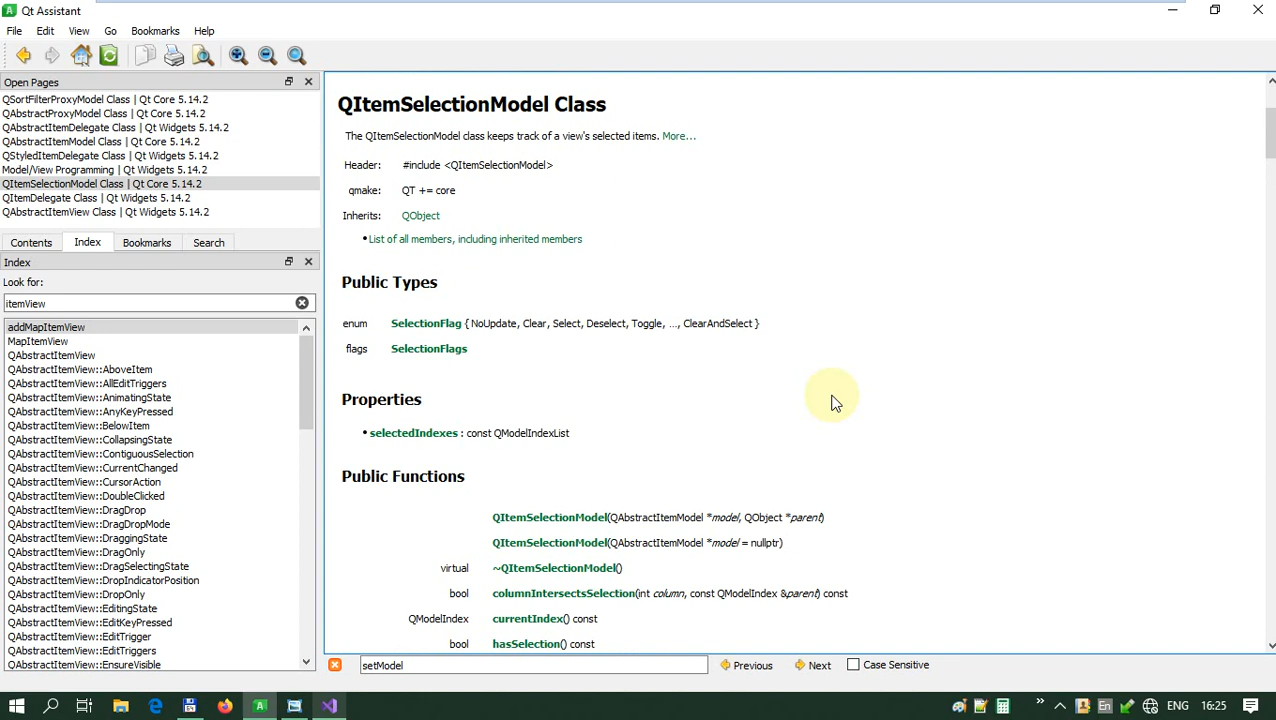 Qt Assistant
File Edit View Go Bookmarks Help
Open Pages
QSortFilterProxyModel Class | Qt Core 5.14.2
QAbstractProxyModel Class | Qt Core 5.14.2
QAbstractItemDelegate Class | Qt Widgets 5.14.2
QAbstractItemModel Class | Qt Core 5.14.2
QStyledItemDelegate Class | Qt Widgets 5.14.2
Model/View Programming | Qt Widgets 5.14.2
QItemSelectionModel Class | Qt Core 5.14.2
QItemDelegate Class | Qt Widgets 5.14.2
QAbstractItemView Class | Qt Widgets 5.14.2
Contents Index Bookmarks Search
Index
Look for:
itemView
addMapItemView
MapItemView
QAbstractItemView
QAbstractItemView::AboveItem
QAbstractItemView::AllEditTriggers
QAbstractItemView::AnimatingState
QAbstractItemView::AnyKeyPressed
QAbstractItemView::BelowItem
QAbstractItemView::CollapsingState
QAbstractItemView::ContiguousSelection
QAbstractItemView::CurrentChanged
QAbstractItemView::CursorAction
QAbstractItemView::DoubleClicked
QAbstractItemView::DragDrop
QAbstractItemView::DragDropMode
QAbstractItemView::DraggingState
QAbstractItemView::DragOnly
QAbstractItemView::DragSelectingState
QAbstractItemView::DropIndicatorPosition
QAbstractItemView::DropOnly
QAbstractItemView::EditingState
QAbstractItemView::EditKeyPressed
QAbstractItemView::EditTrigger
QAbstractItemView::EditTriggers
QAbstractItemView::EnsureVisible
QItemSelectionModel Class
The QItemSelectionModel class keeps track of a view's selected items. More...
Header: #include <QItemSelectionModel>
qmake: QT += core
Inherits: QObject
•List of all members, including inherited members
Public Types
enum SelectionFlag { NoUpdate, Clear, Select, Deselect, Toggle, ..., ClearAndSelect }
flags SelectionFlags
Properties
• selectedIndexes : const QModelIndexList
Public Functions
QItemSelectionModel(QAbstractItemModel *model, QObject *parent)
QItemSelectionModel(QAbstractItemModel *model = nullptr)
virtual ~QItemSelectionModel()
bool columnIntersectsSelection(int column, const QModelIndex &parent) const
QModelIndex currentIndex() const
bool hasSelection() const
setModel Previous Next Case Sensitive
En ENG 16:25